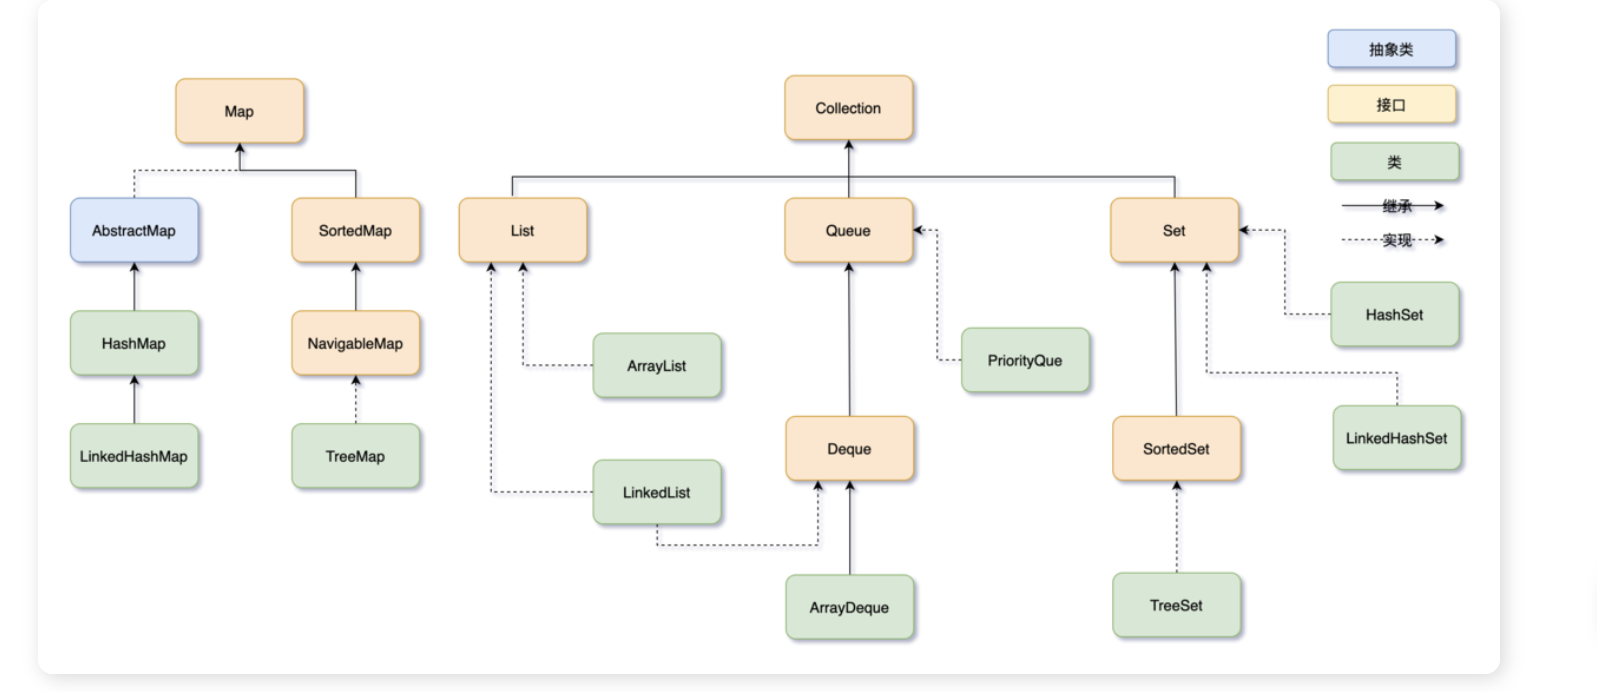 抽象类
Map
Collection
接口
类
AbstractMap
SortedMap
List
Queue
Set
继承
实现
HashMap
NavigableMap
ArrayList
PriorityQue
HashSet
LinkedHashMap
TreeMap
LinkedList
Deque
SortedSet
LinkedHashSet
ArrayDeque
TreeSet